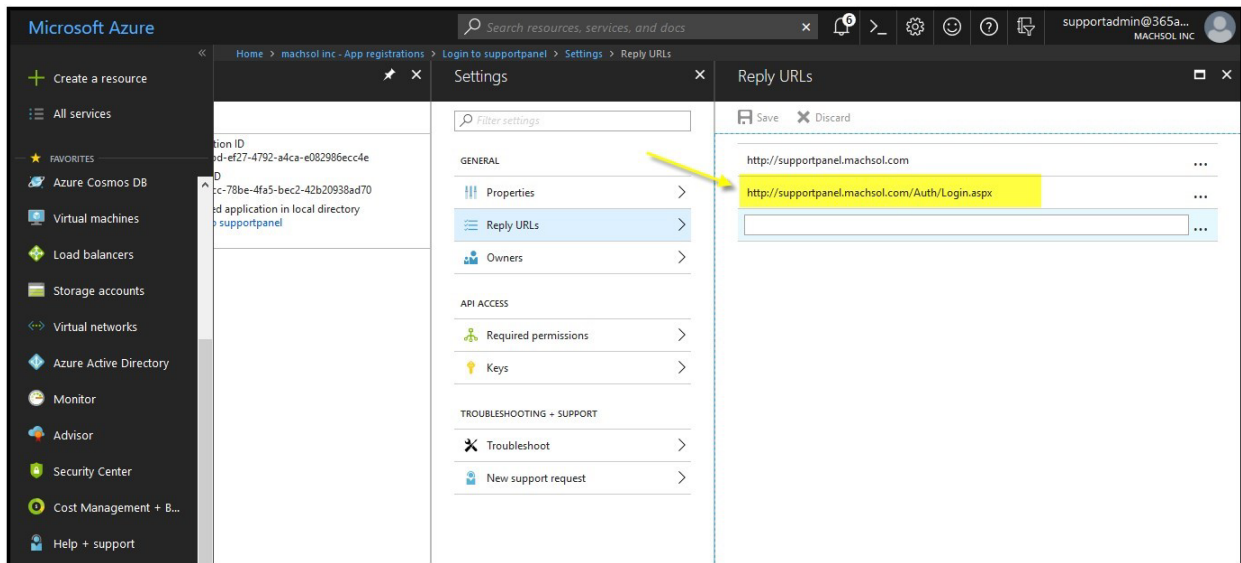 Microsoft Azure
Search resources, services, and docs
6
supportadmin@365a...
MACHSOL INC
Home > machsol inc - App registrations > Login to supportpanel > Settings > Reply URLs
Create a resource
All services
FAVORITES
Azure Cosmos DB
Virtual machines
Load balancers
Storage accounts
Virtual networks
Azure Active Directory
Monitor
Advisor
Security Center
Cost Management + B...
Help + support
tion ID
d-ef27-4792-a4ca-e082986ecc4e
D
cc-78be-4fa5-bec2-42b20938ad70
ed application in local directory
supportpanel
Settings
Filter settings
GENERAL
Properties
Reply URLs
Owners
API ACCESS
Required permissions
Keys
TROUBLESHOOTING + SUPPORT
Troubleshoot
New support request
Reply URLs
Save Discard
http://supportpanel.machsol.com
http://supportpanel.machsol.com/Auth/Login.aspx